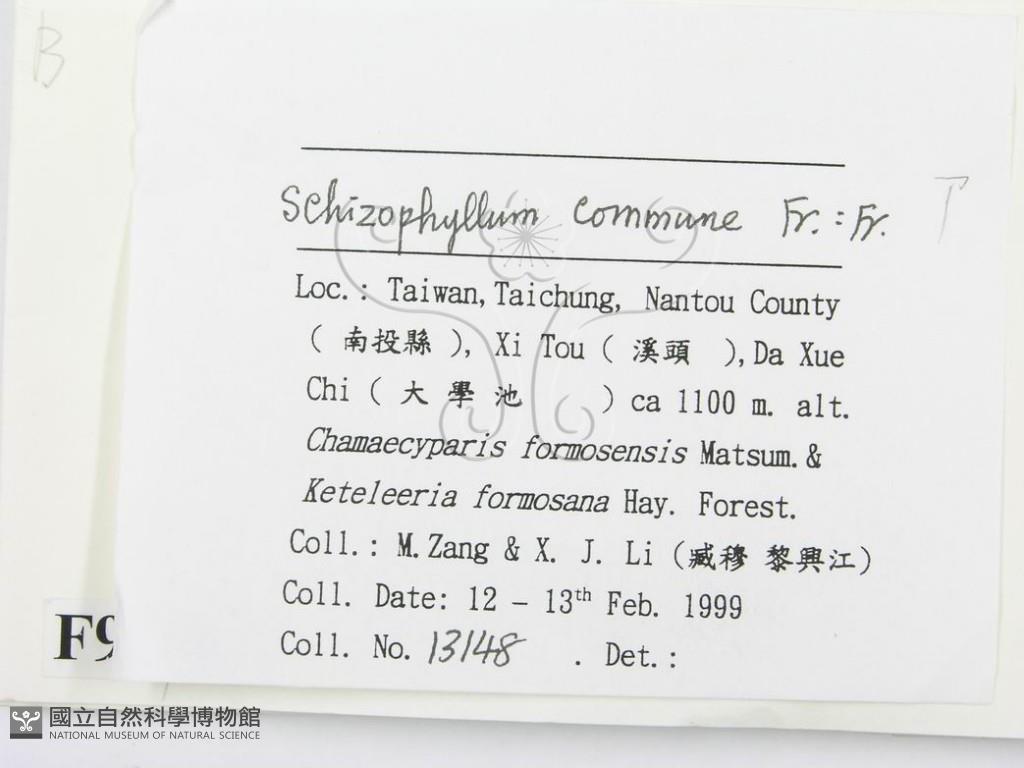 B
Schizophyllum commune Fr. : Fr.
T
Loc. : Taiwan, Taichung, Nantou County
( 南投縣 ), Xi Tou ( 溪頭 ), Da Xue
Chi ( 大 學 池 ) ca 1100 m. alt.
Chamaecyparis formosensis Matsum. &
Keteleeria formosana Hay. Forest.
Coll. : M. Zang & X. J. Li (臧穆 黎興江)
Coll. Date: 12 - 13th Feb. 1999
Coll. No. 13148 . Det. :
F9
國立自然科學博物館
NATIONAL MUSEUM OF NATURAL SCIENCE